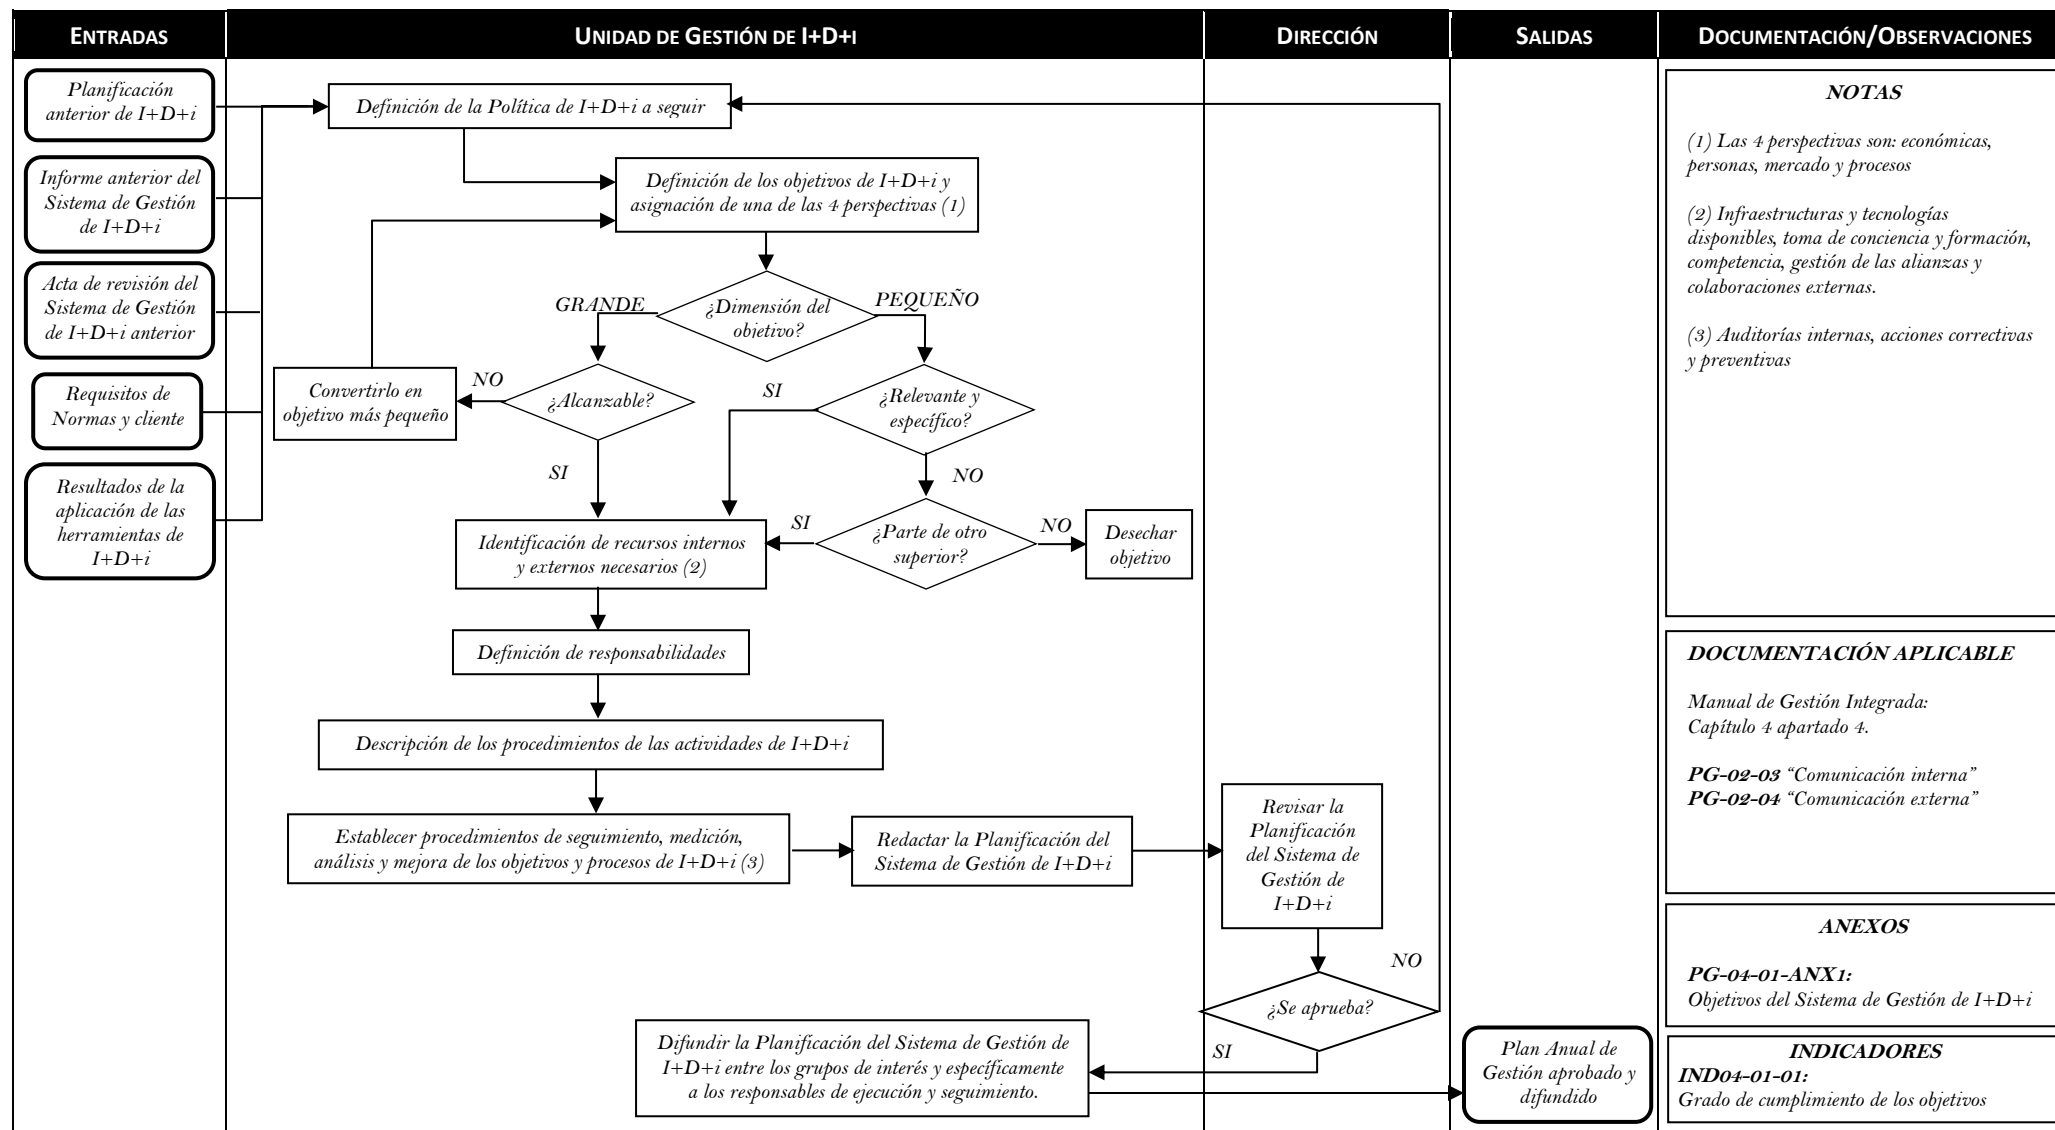 ENTRADAS
UNIDAD DE GESTIÓN DE I+D+I
DIRECCIÓN
SALIDAS
DOCUMENTACIÓN/OBSERVACIONES
Planificación
anterior de I+D+i
Informe anterior del
Sistema de Gestión
de I+D+i
Acta de revisión del
Sistema de Gestión
de I+D+i anterior
Requisitos de
Normas y cliente
Resultados de la
aplicación de las
herramientas de
I+D+i
Definición de la Política de I+D+i a seguir
Definición de los objetivos de I+D+i y
asignación de una de las 4 perspectivas (1)
GRANDE
¿Dimensión del
objetivo?
PEQUEÑO
Convertirlo en
objetivo más pequeño
NO
¿Alcanzable?
SI
¿Relevante y
específico?
SI
NO
Identificación de recursos internos
y externos necesarios (2)
SI
¿Parte de otro
superior?
NO
Desechar
objetivo
Definición de responsabilidades
Descripción de los procedimientos de las actividades de I+D+i
Establecer procedimientos de seguimiento, medición,
análisis y mejora de los objetivos y procesos de I+D+i (3)
Redactar la Planificación del
Sistema de Gestión de I+D+i
Revisar la
Planificación
del Sistema de
Gestión de
I+D+i
NO
¿Se aprueba?
SI
Difundir la Planificación del Sistema de Gestión de
I+D+i entre los grupos de interés y específicamente
a los responsables de ejecución y seguimiento.
Plan Anual de
Gestión aprobado y
difundido
NOTAS
(1) Las 4 perspectivas son: económicas,
personas, mercado y procesos
(2) Infraestructuras y tecnologías
disponibles, toma de conciencia y formación,
competencia, gestión de las alianzas y
colaboraciones externas.
(3) Auditorías internas, acciones correctivas
y preventivas
DOCUMENTACIÓN APLICABLE
Manual de Gestión Integrada:
Capítulo 4 apartado 4.
PG-02-03 “Comunicación interna”
PG-02-04 “Comunicación externa”
ANEXOS
PG-04-01-ANX1:
Objetivos del Sistema de Gestión de I+D+i
INDICADORES
IND04-01-01:
Grado de cumplimiento de los objetivos